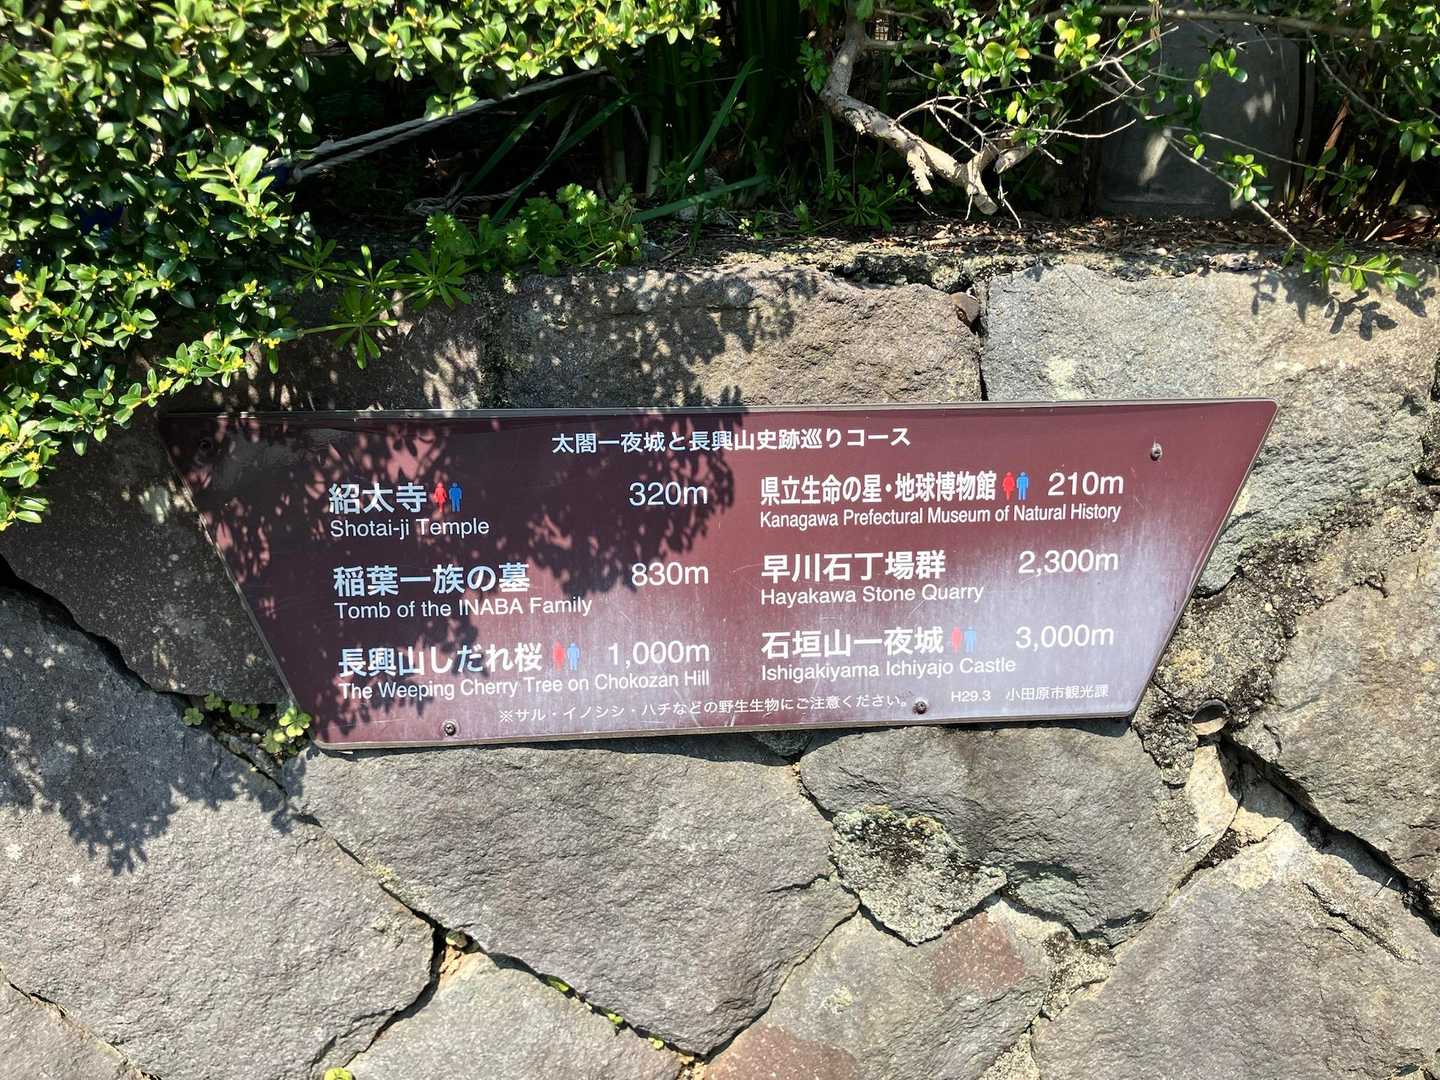 太閤一夜城と長興山史跡巡りコース
紹太寺 320m
Shotai-ji Temple
稲葉一族の墓 830m
Tomb of the INABA Family
長興山しだれ桜 1,000m
The Weeping Cherry Tree on Chokozan Hill
県立生命の星・地球博物館 210m
Kanagawa Prefectural Museum of Natural History
早川石丁場群 2,300m
Hayakawa Stone Quarry
石垣山一夜城 3,000m
Ishigakiyama Ichiyajo Castle
※サル・イノシシ・ハチなどの野生生物にご注意ください。
H29.3 小田原市観光課